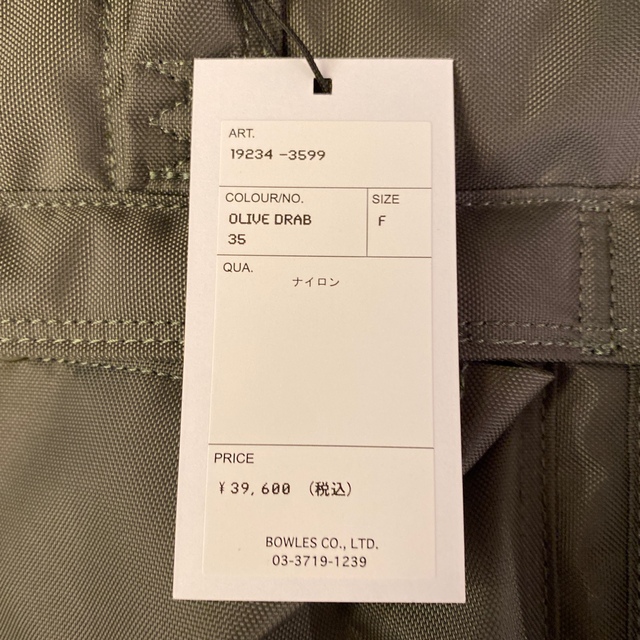 ART.
19234 -3599
COLOUR/NO.
OLIVE DRAB
35
SIZE
F
QUA.
ナイロン
PRICE
¥39,600 (税込)
BOWLES CO., LTD.
03-3719-1239